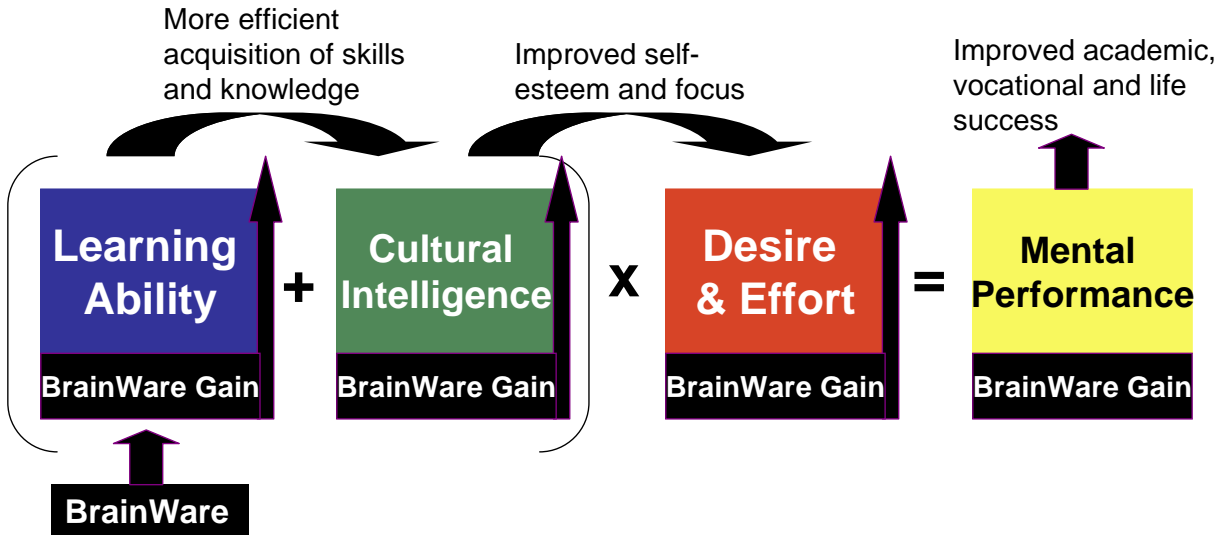 More efficient
acquisition of skills
and knowledge
Improved self-
esteem and focus
Improved academic,
vocational and life
success
Learning
Ability
+
Cultural
Intelligence
x
Desire
& Effort
=
Mental
Performance
BrainWare Gain
BrainWare Gain
BrainWare Gain
BrainWare Gain
BrainWare